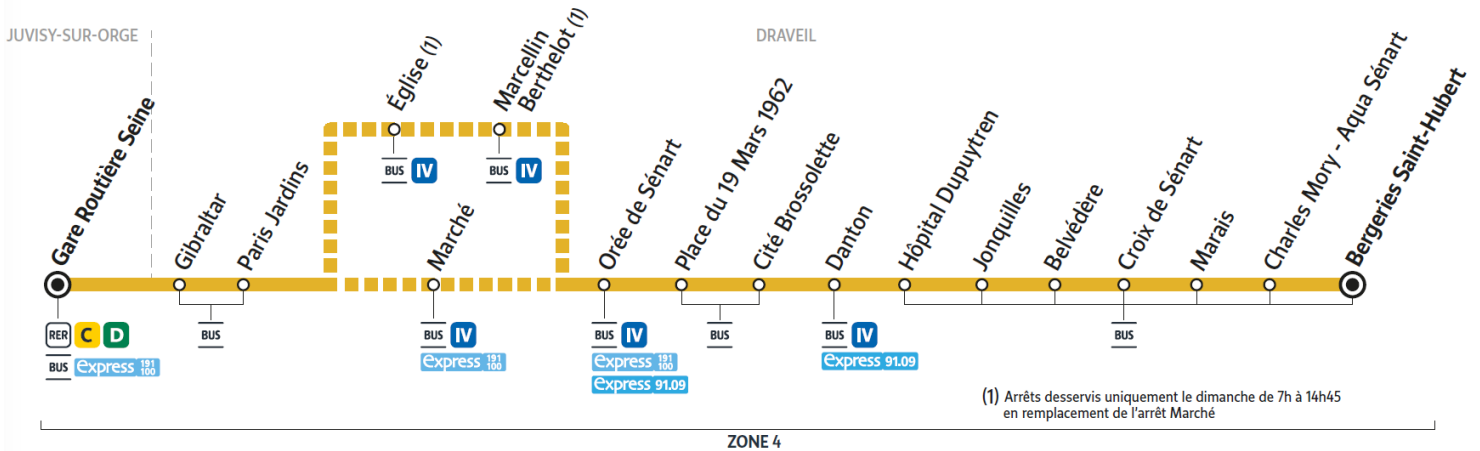 JUVISY-SUR-ORGE
DRAVEIL
Gare Routière Seine
Gibraltar
Paris Jardins
Église (1)
Marcellin
Berthelot (1)
Marché
Orée de Sénart
Place du 19 Mars 1962
Cité Brossolette
Danton
Hôpital Dupuytren
Jonquilles
Belvédère
Croix de Sénart
Marais
Charles Mory - Aqua Sénart
Bergeries Saint-Hubert
BUS IV
BUS IV
RER C D
BUS express 191 100
BUS
BUS IV
express 191 100
BUS IV
express 191 100
express 91.09
BUS
BUS IV
express 91.09
BUS
(1) Arrêts desservis uniquement le dimanche de 7h à 14h45
en remplacement de l'arrêt Marché
ZONE 4